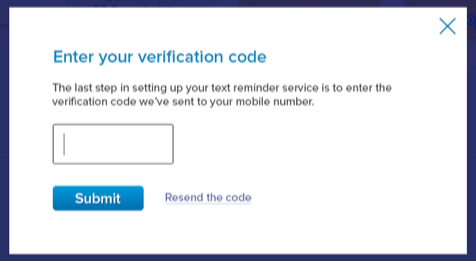 Enter your verification code
The last step in setting up your text reminder service is to enter the
verification code we've sent to your mobile number.
Submit
Resend the code